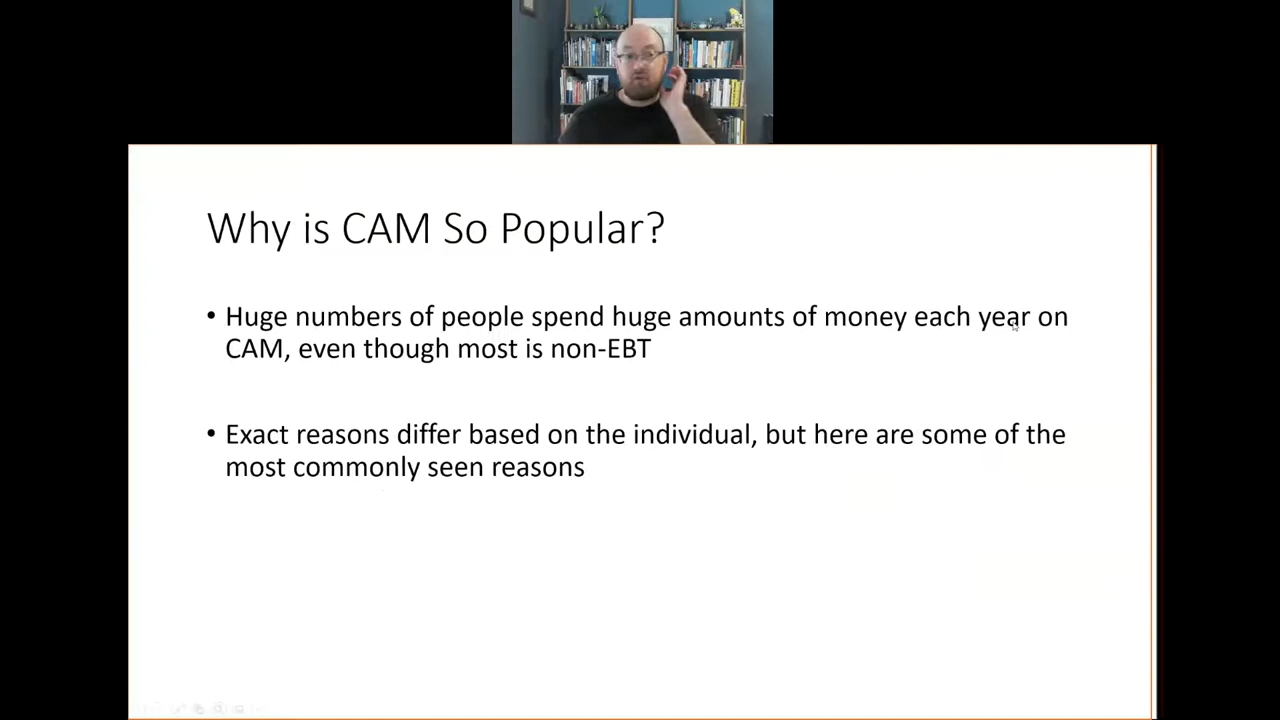 Why is CAM So Popular?
• Huge numbers of people spend huge amounts of money each year on
CAM, even though most is non-EBT
• Exact reasons differ based on the individual, but here are some of the
most commonly seen reasons